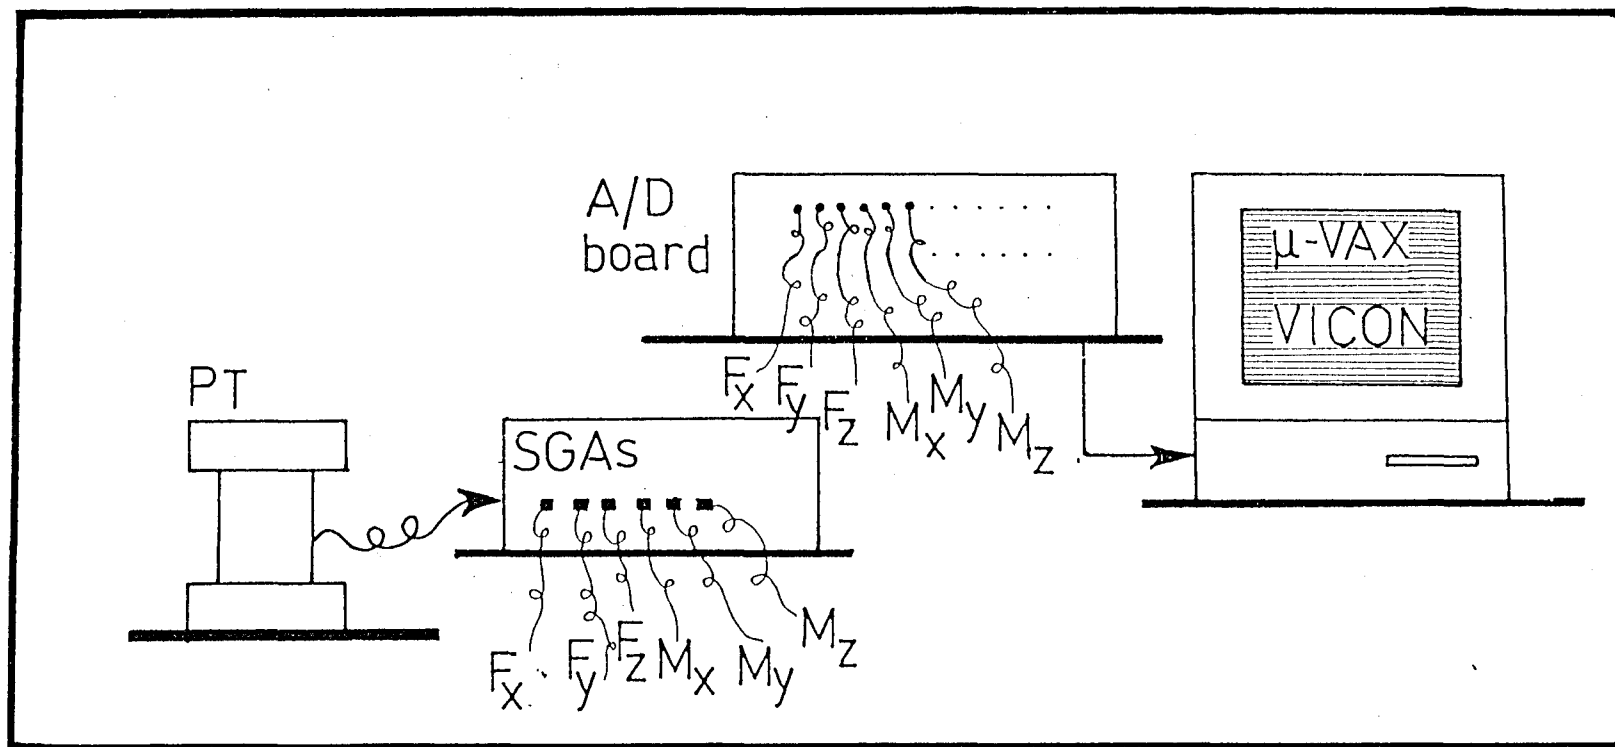 A/D
board
μ-VAX
VICON
Fx Fy Fz Mx My Mz
PT
SGAs
Fx Fy Fz Mx My Mz